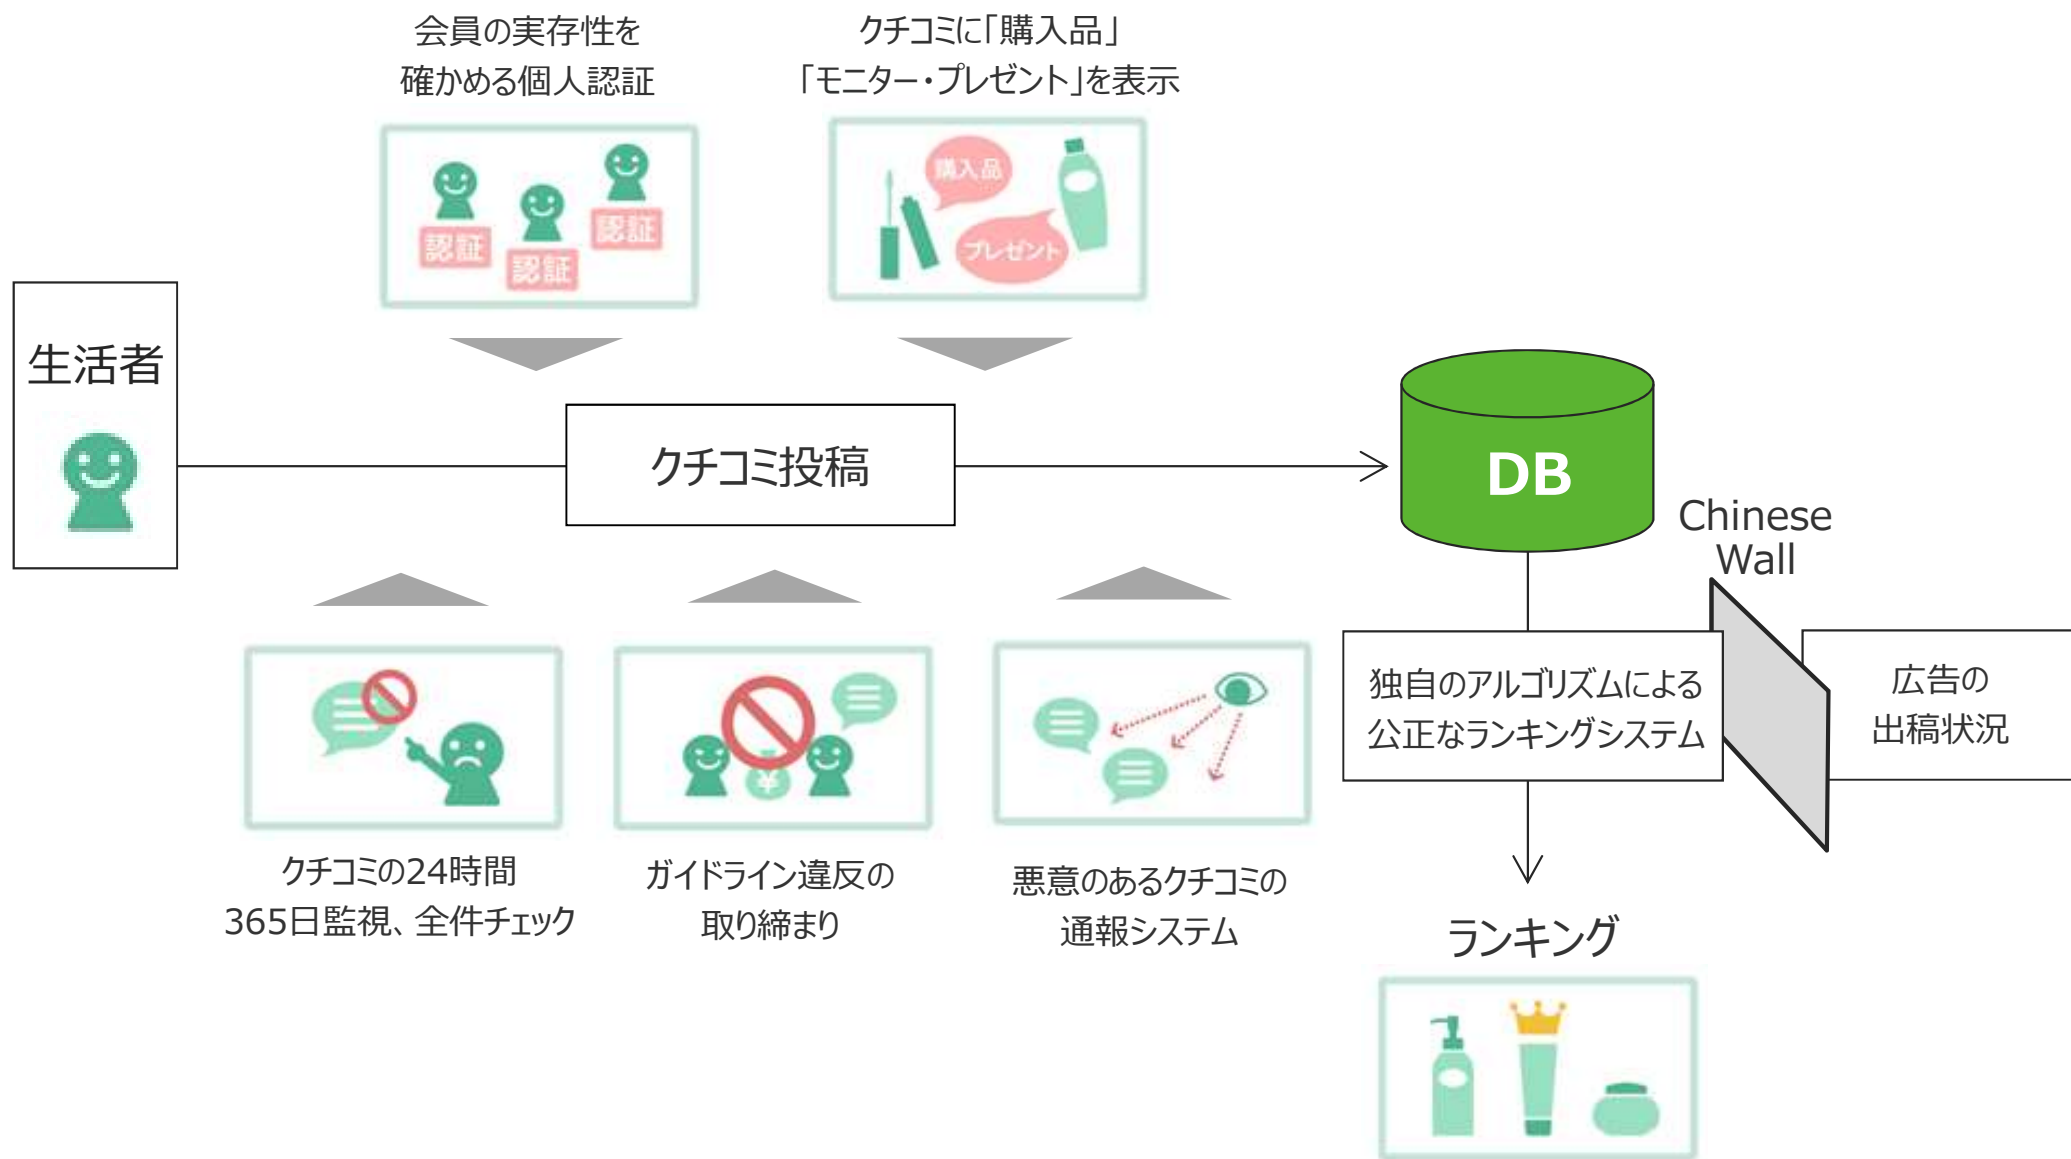 会員の実存性を
確かめる個人認証
クチコミに「購入品」
「モニター・プレゼント」を表示
認証
認証
認証
購入品
プレゼント
生活者
クチコミ投稿
DB
Chinese
Wall
独自のアルゴリズムによる
公正なランキングシステム
広告の
出稿状況
¥
クチコミの24時間
365日監視、全件チェック
ガイドライン違反の
取り締まり
悪意のあるクチコミの
通報システム
ランキング